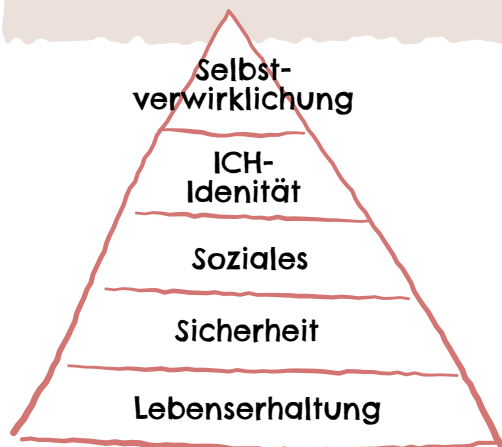 Selbst-
verwirklichung
ICH-
Idenität
Soziales
Sicherheit
Lebenserhaltung